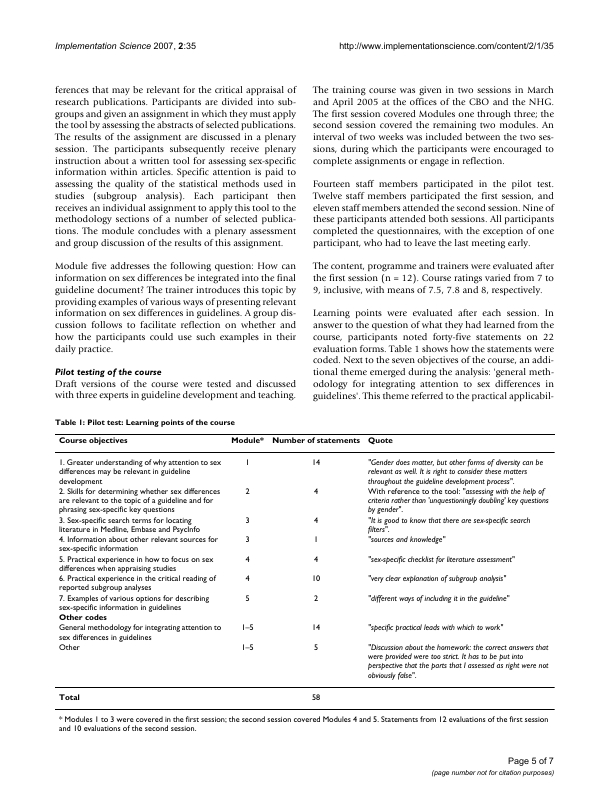 Implementation Science 2007, 2:35
http://www.implementationscience.com/content/2/1/35
ferences that may be relevant for the critical appraisal of
research publications. Participants are divided into sub-
groups and given an assignment in which they must apply
the tool by assessing the abstracts of selected publications.
The results of the assignment are discussed in a plenary
session. The participants subsequently receive plenary
instruction about a written tool for assessing sex-specific
information within articles. Specific attention is paid to
assessing the quality of the statistical methods used in
studies (subgroup analysis). Each participant then
receives an individual assignment to apply this tool to the
methodology sections of a number of selected publica-
tions. The module concludes with a plenary assessment
and group discussion of the results of this assignment.
Module five addresses the following question: How can
information on sex differences be integrated into the final
guideline document? The trainer introduces this topic by
providing examples of various ways of presenting relevant
information on sex differences in guidelines. A group dis-
cussion follows to facilitate reflection on whether and
how the participants could use such examples in their
daily practice.
Pilot testing of the course
Draft versions of the course were tested and discussed
with three experts in guideline development and teaching.
The training course was given in two sessions in March
and April 2005 at the offices of the CBO and the NHG.
The first session covered Modules one through three; the
second session covered the remaining two modules. An
interval of two weeks was included between the two ses-
sions, during which the participants were encouraged to
complete assignments or engage in reflection.
Fourteen staff members participated in the pilot test.
Twelve staff members participated the first session, and
eleven staff members attended the second session. Nine of
these participants attended both sessions. All participants
completed the questionnaires, with the exception of one
participant, who had to leave the last meeting early.
The content, programme and trainers were evaluated after
the first session (n = 12). Course ratings varied from 7 to
9, inclusive, with means of 7.5, 7.8 and 8, respectively.
Learning points were evaluated after each session. In
answer to the question of what they had learned from the
course, participants noted forty-five statements on 22
evaluation forms. Table 1 shows how the statements were
coded. Next to the seven objectives of the course, an addi-
tional theme emerged during the analysis: 'general meth-
odology for integrating attention to sex differences in
guidelines'. This theme referred to the practical applicabil-
Table 1: Pilot test: Learning points of the course
Course objectives Module* Number of statements Quote
1. Greater understanding of why attention to sex 1 14 "Gender does matter, but other forms of diversity can be
differences may be relevant in guideline relevant as well. It is right to consider these matters
development throughout the guideline development process".
2. Skills for determining whether sex differences 2 4 With reference to the tool: "assessing with the help of
are relevant to the topic of a guideline and for criteria rather than 'unquestioningly doubling' key questions
phrasing sex-specific key questions by gender".
3. Sex-specific search terms for locating 3 4 "It is good to know that there are sex-specific search
literature in Medline, Embase and PsycInfo filters".
4. Information about other relevant sources for 3 1 "sources and knowledge"
sex-specific information
5. Practical experience in how to focus on sex 4 4 "sex-specific checklist for literature assessment"
differences when appraising studies
6. Practical experience in the critical reading of 4 10 "very clear explanation of subgroup analysis"
reported subgroup analyses
7. Examples of various options for describing 5 2 "different ways of including it in the guideline"
sex-specific information in guidelines
Other codes
General methodology for integrating attention to 1–5 14 "specific practical leads with which to work"
sex differences in guidelines
Other 1–5 5 "Discussion about the homework: the correct answers that
were provided were too strict. It has to be put into
perspective that the parts that I assessed as right were not
obviously false".
Total 58
* Modules 1 to 3 were covered in the first session; the second session covered Modules 4 and 5. Statements from 12 evaluations of the first session
and 10 evaluations of the second session.
Page 5 of 7
(page number not for citation purposes)